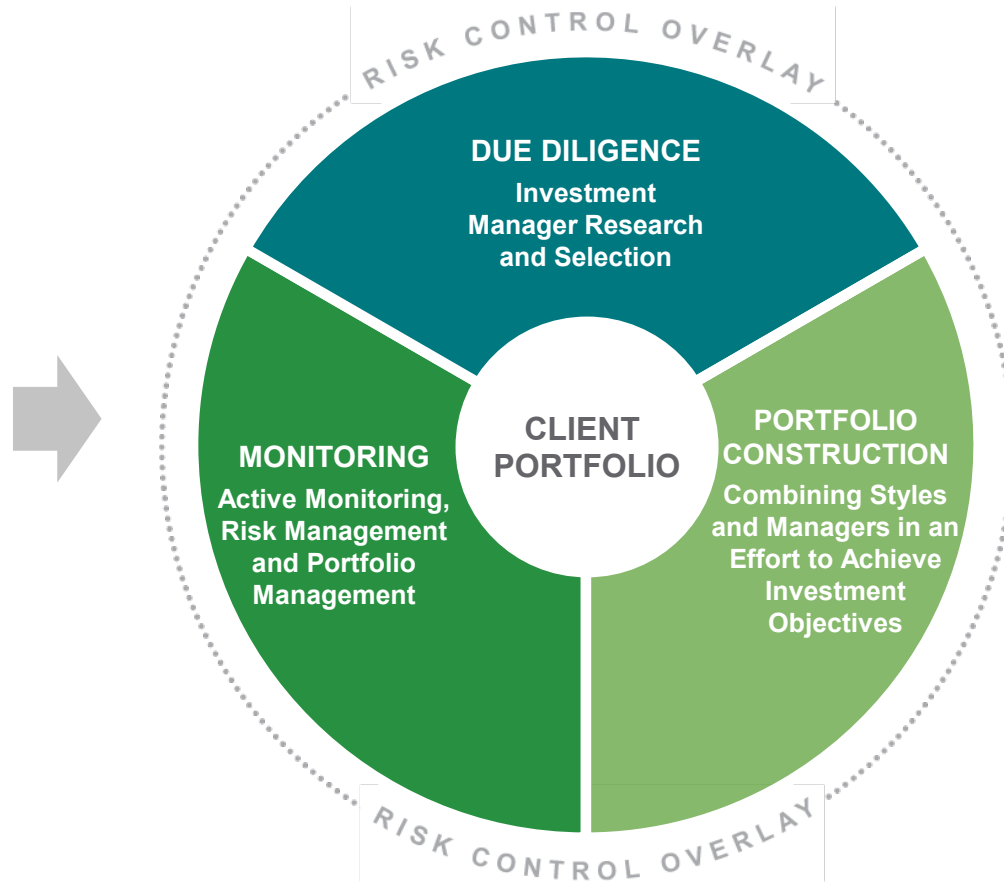 RISK CONTROL OVERLAY
DUE DILIGENCE
Investment
Manager Research
and Selection
CLIENT
PORTFOLIO
PORTFOLIO
CONSTRUCTION
Combining Styles
and Managers in an
Effort to Achieve
Investment
Objectives
MONITORING
Active Monitoring,
Risk Management
and Portfolio
Management
RISK CONTROL OVERLAY